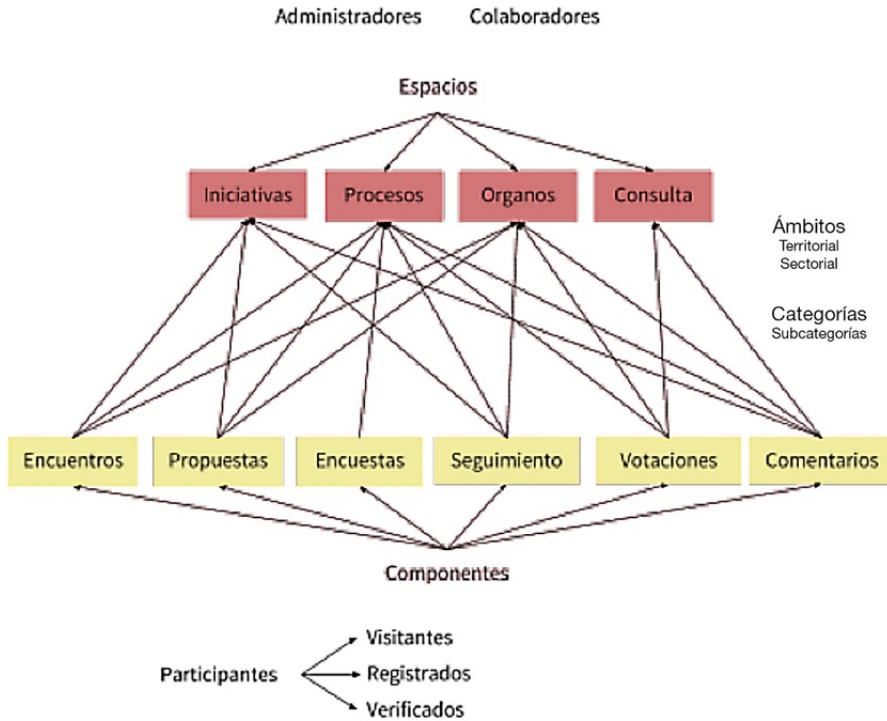 Administradores Colaboradores
Espacios
Iniciativas Procesos Organos Consulta
Ámbitos
Territorial
Sectorial
Categorías
Subcategorías
Encuentros Propuestas Encuestas Seguimiento Votaciones Comentarios
Componentes
Visitantes
Participantes Registrados
Verificados